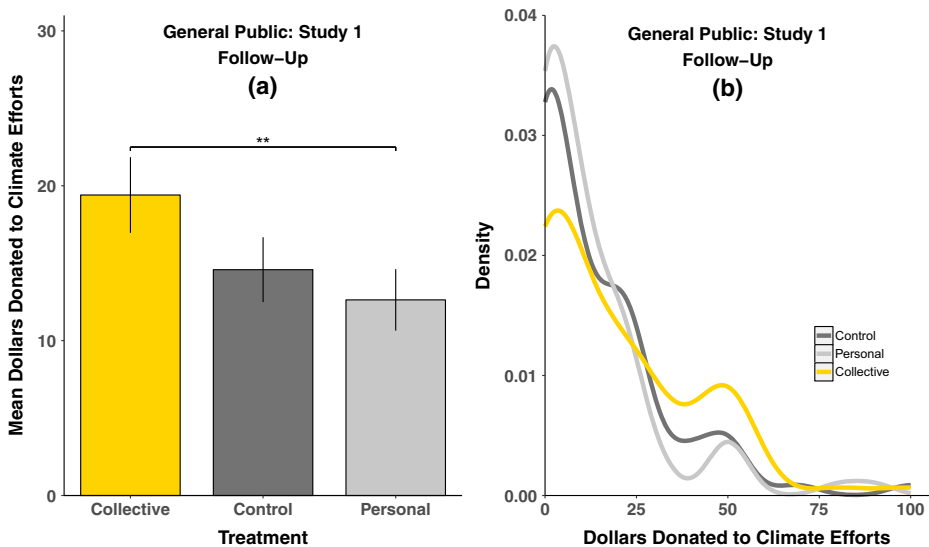 General Public: Study 1
Follow−Up
(a)
Mean Dollars Donated to Climate Efforts
30
20
10
0
**
Collective
Control
Personal
Treatment
General Public: Study 1
Follow−Up
(b)
Density
0.04
0.03
0.02
0.01
0.00
Control
Personal
Collective
0
25
50
75
100
Dollars Donated to Climate Efforts